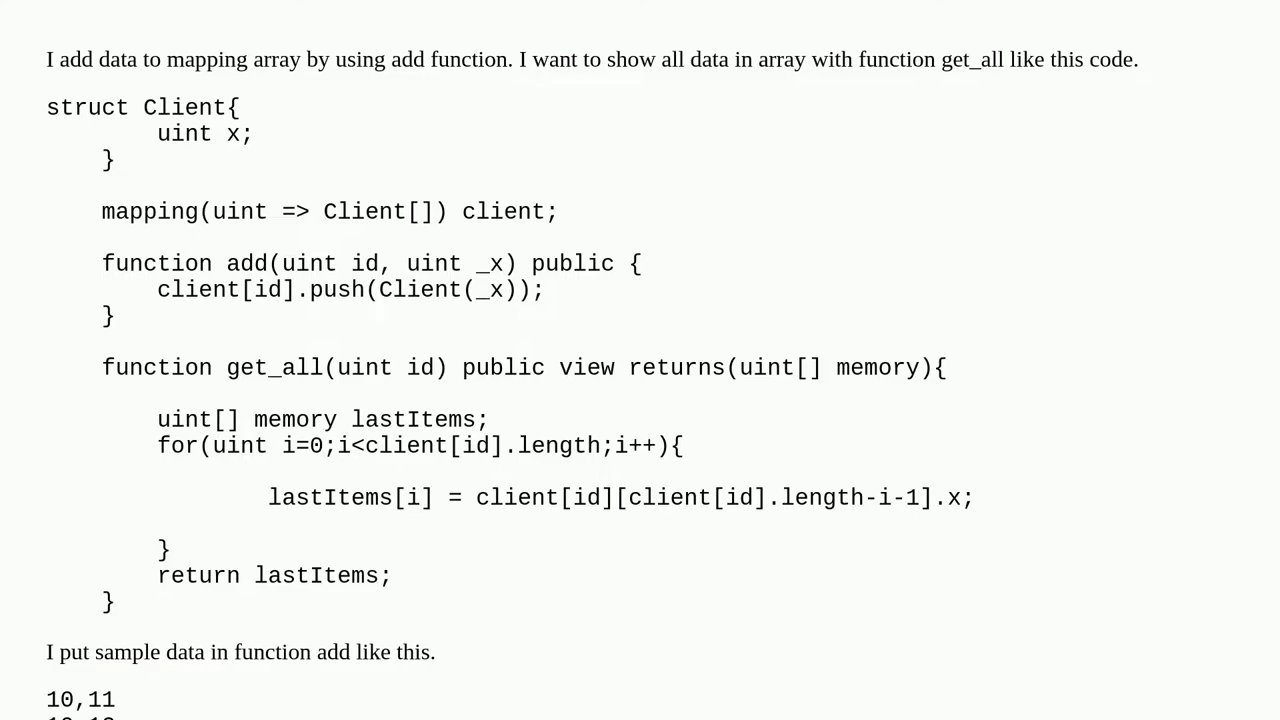 I add data to mapping array by using add function. I want to show all data in array with function get_all like this code.
struct Client{
uint x;
}
mapping(uint => Client[]) client;
function add(uint id, uint _x) public {
client[id].push(Client(_x));
}
function get_all(uint id) public view returns(uint[] memory){
uint[] memory lastItems;
for(uint i=0;i<client[id].length;i++){
lastItems[i] = client[id][client[id].length-i-1].x;
}
return lastItems;
}
I put sample data in function add like this.
10,11